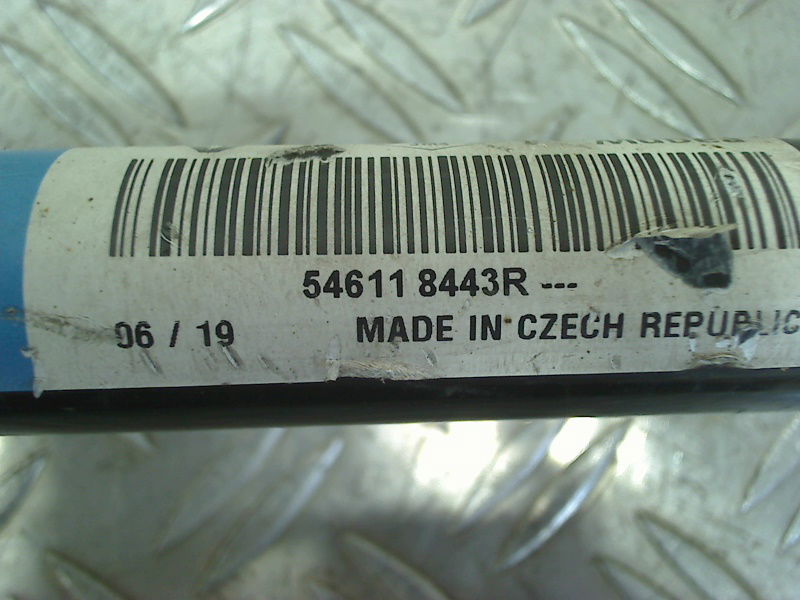 54611 8443R ---
06 / 19 MADE IN CZECH REPUBLIC